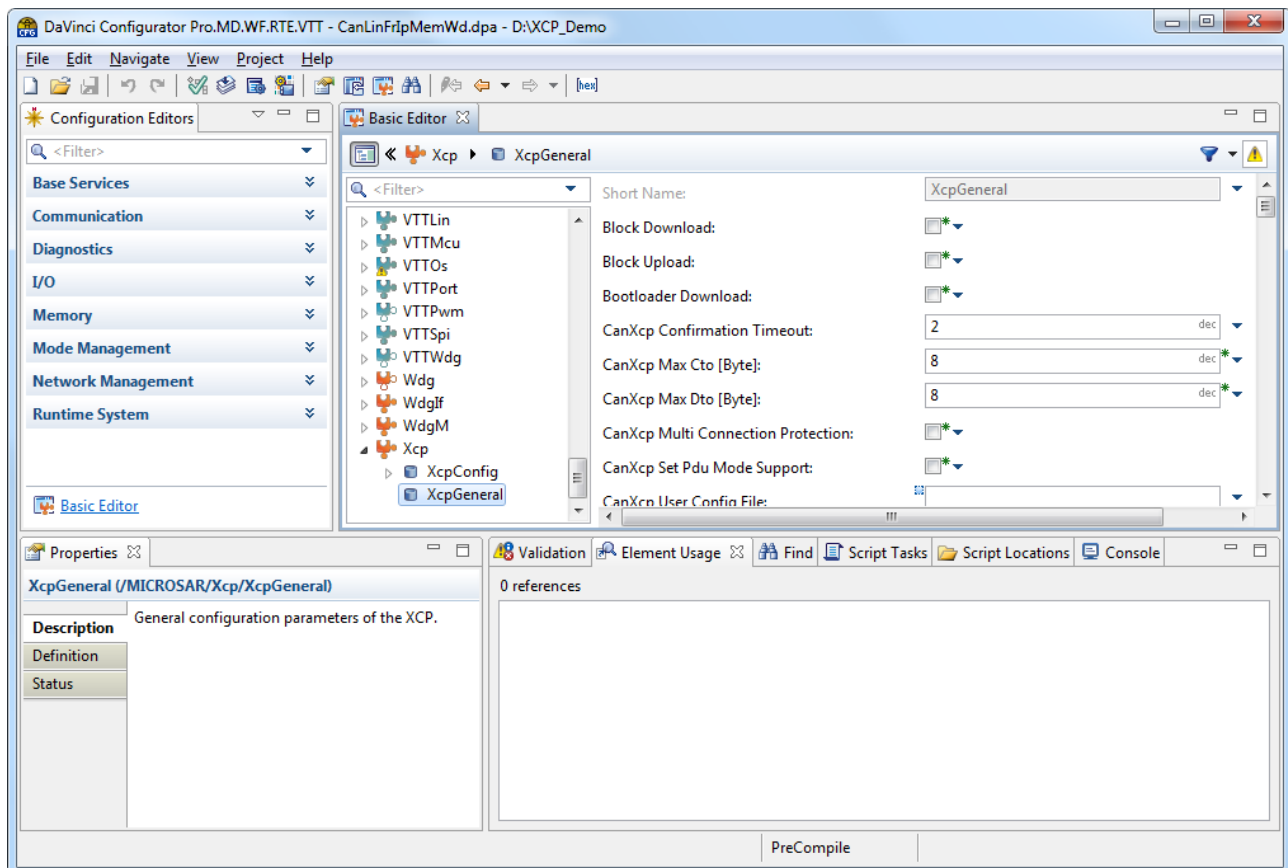 DaVinci Configurator Pro.MD.WF.RTE.VTT - CanLinFrIpMemWd.dpa - D:\XCP_Demo
File Edit Navigate View Project Help
[hex]
Configuration Editors
<Filter>
Base Services
Communication
Diagnostics
I/O
Memory
Mode Management
Network Management
Runtime System
Basic Editor
Basic Editor
Xcp XcpGeneral
<Filter>
VTTLin
VTTMcu
VTTOs
VTTPort
VTTPwm
VTTSpi
VTTWdg
Wdg
WdgIf
WdgM
Xcp
XcpConfig
XcpGeneral
Short Name: XcpGeneral
Block Download:
Block Upload:
Bootloader Download:
CanXcp Confirmation Timeout: 2 dec
CanXcp Max Cto [Byte]: 8 dec
CanXcp Max Dto [Byte]: 8 dec
CanXcp Multi Connection Protection:
CanXcp Set Pdu Mode Support:
CanXcp User Config File:
Properties
XcpGeneral (/MICROSAR/Xcp/XcpGeneral)
Description
Definition
Status
General configuration parameters of the XCP.
Validation Element Usage Find Script Tasks Script Locations Console
0 references
PreCompile